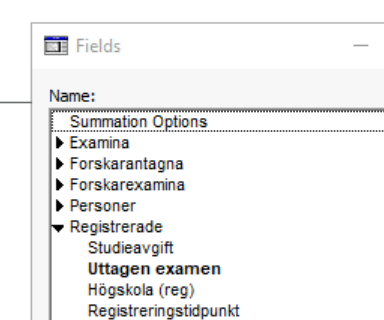 Fields
Name:
Summation Options
Examina
Forskarantagna
Forskarexamina
Personer
Registrerade
Studieavgift
Uttagen examen
Högskola (reg)
Registreringstidpunkt